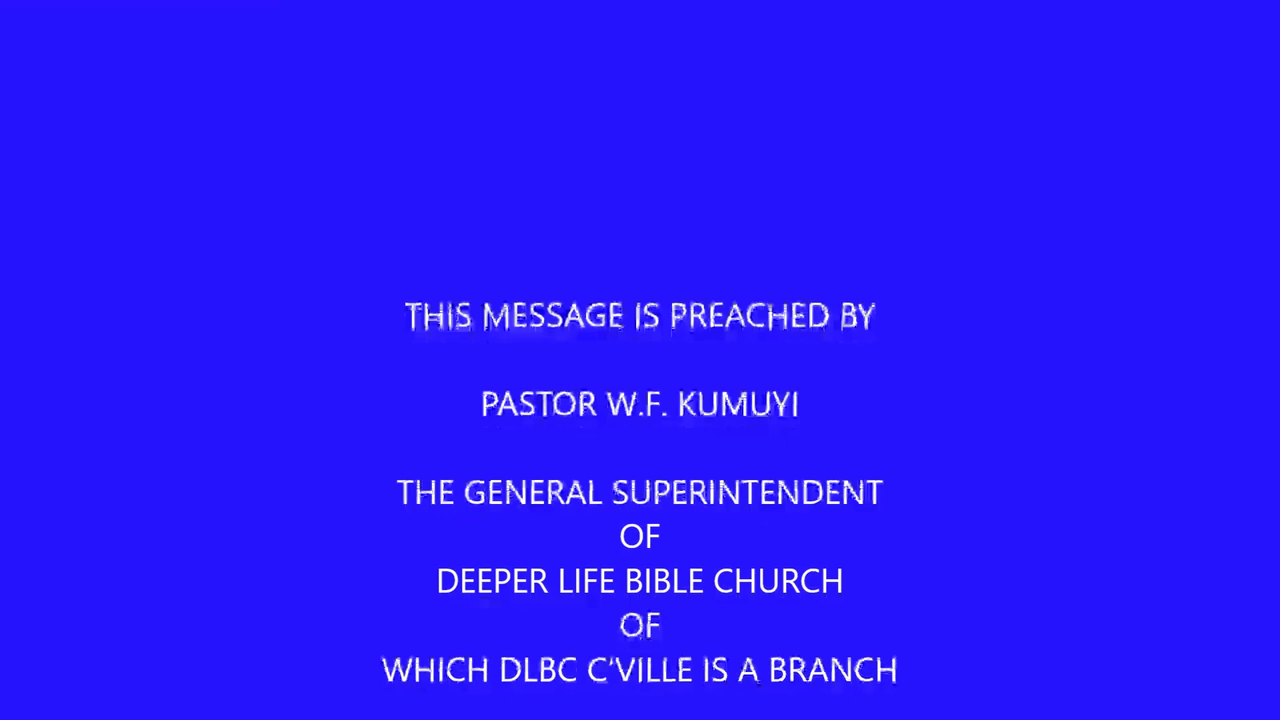 THIS MESSAGE IS PREACHED BY
PASTOR W.F. KUMUYI
THE GENERAL SUPERINTENDENT
OF
DEEPER LIFE BIBLE CHURCH
OF
WHICH DLBC C'VILLE IS A BRANCH